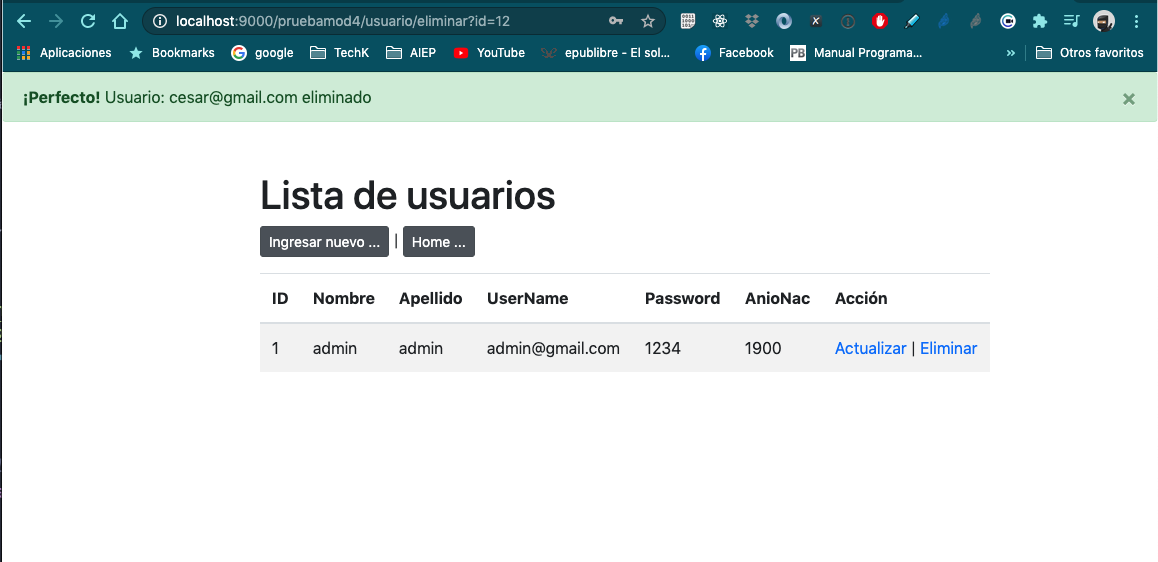 localhost:9000/pruebamod4/usuario/eliminar?id=12
Aplicaciones Bookmarks google TechK AIEP YouTube epublibre - El sol... Facebook PB Manual Programa... » Otros favoritos
¡Perfecto! Usuario: cesar@gmail.com eliminado ×
Lista de usuarios
Ingresar nuevo ... | Home ...
ID Nombre Apellido UserName Password AnioNac Acción
1 admin admin admin@gmail.com 1234 1900 Actualizar | Eliminar